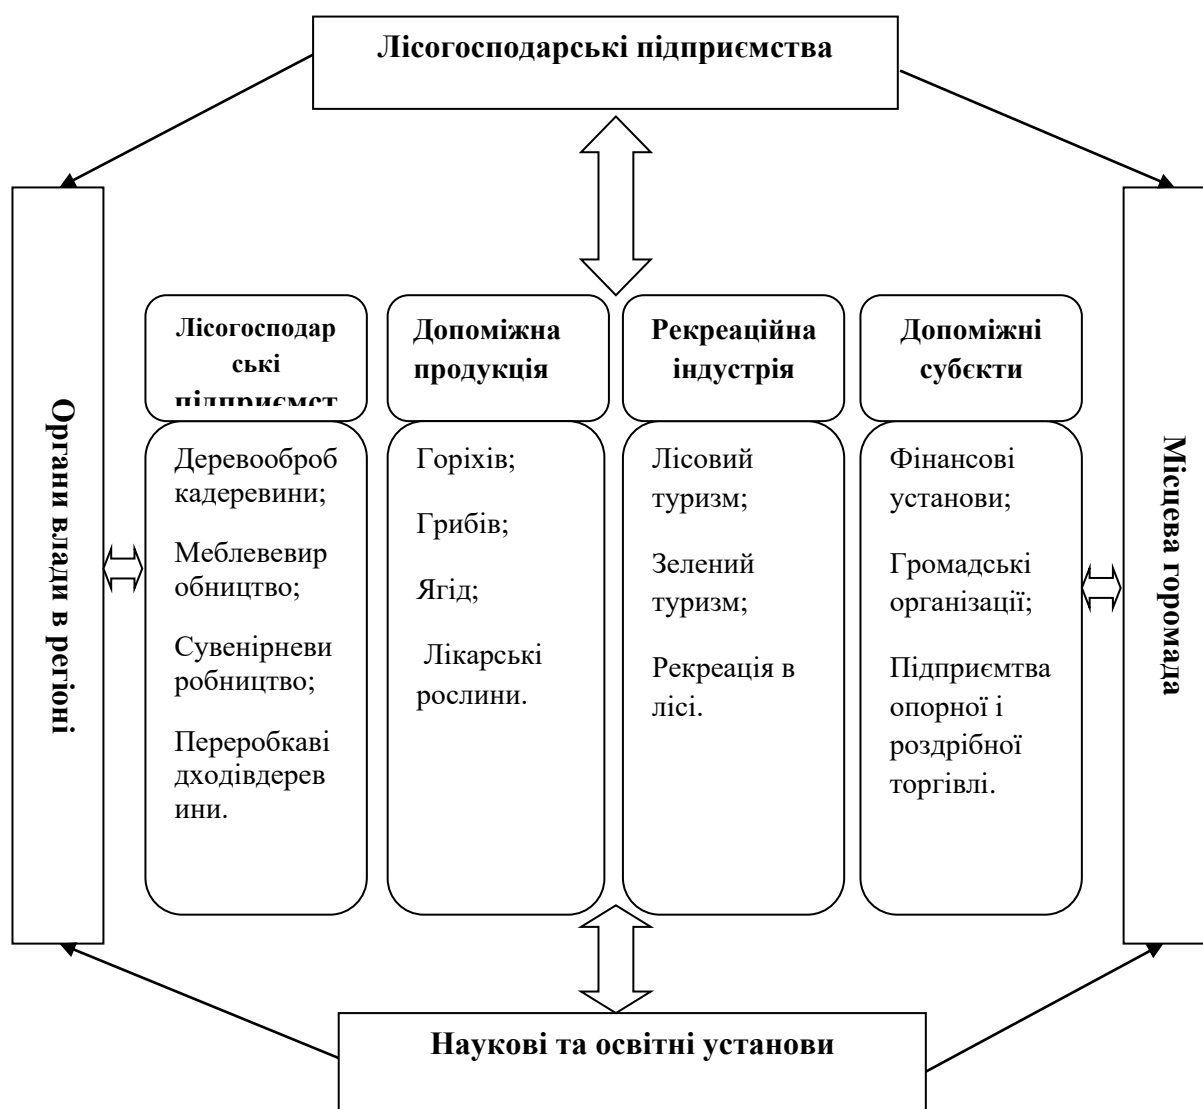 Лісогосподарські підприємства
Органи влади в регіоні
Лісогосподар
ські
підприємст
Деревооброб
кадеревини;
Меблевевир
обництво;
Сувенірневи
робництво;
Переробкаві
дходівдерев
ини.
Допоміжна
продукція
Горіхів;
Грибів;
Ягід;
Лікарські
рослини.
Рекреаційна
індустрія
Лісовий
туризм;
Зелений
туризм;
Рекреація в
лісі.
Допоміжні
субєкти
Фінансові
установи;
Громадські
організації;
Підприємтва
опорної і
роздрібної
торгівлі.
Місцева горомада
Наукові та освітні установи